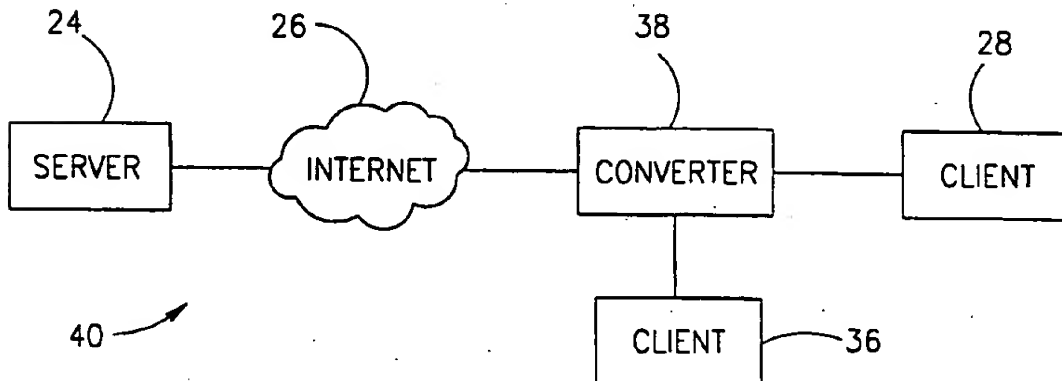 24
26
38
28
SERVER
INTERNET
CONVERTER
CLIENT
40
CLIENT
36